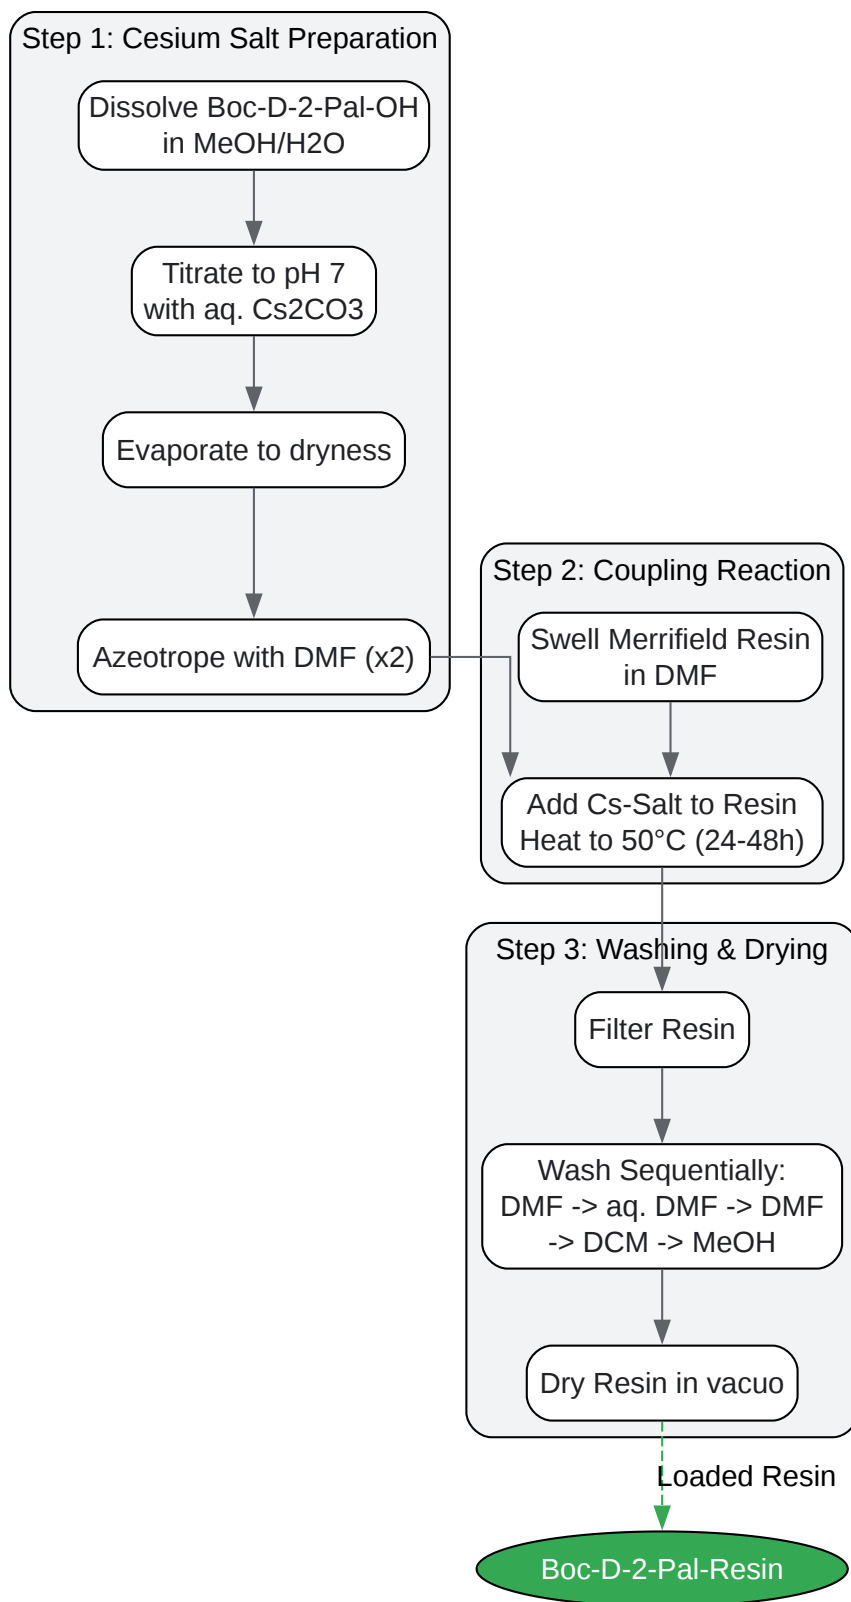 Step 1: Cesium Salt Preparation
Dissolve Boc-D-2-Pal-OH
in MeOH/H2O
Titrate to pH 7
with aq. Cs2CO3
Evaporate to dryness
Azeotrope with DMF (x2)
Step 2: Coupling Reaction
Swell Merrifield Resin
in DMF
Add Cs-Salt to Resin
Heat to 50°C (24-48h)
Step 3: Washing & Drying
Filter Resin
Wash Sequentially:
DMF -> aq. DMF -> DMF
-> DCM -> MeOH
Dry Resin in vacuo
Loaded Resin
Boc-D-2-Pal-Resin